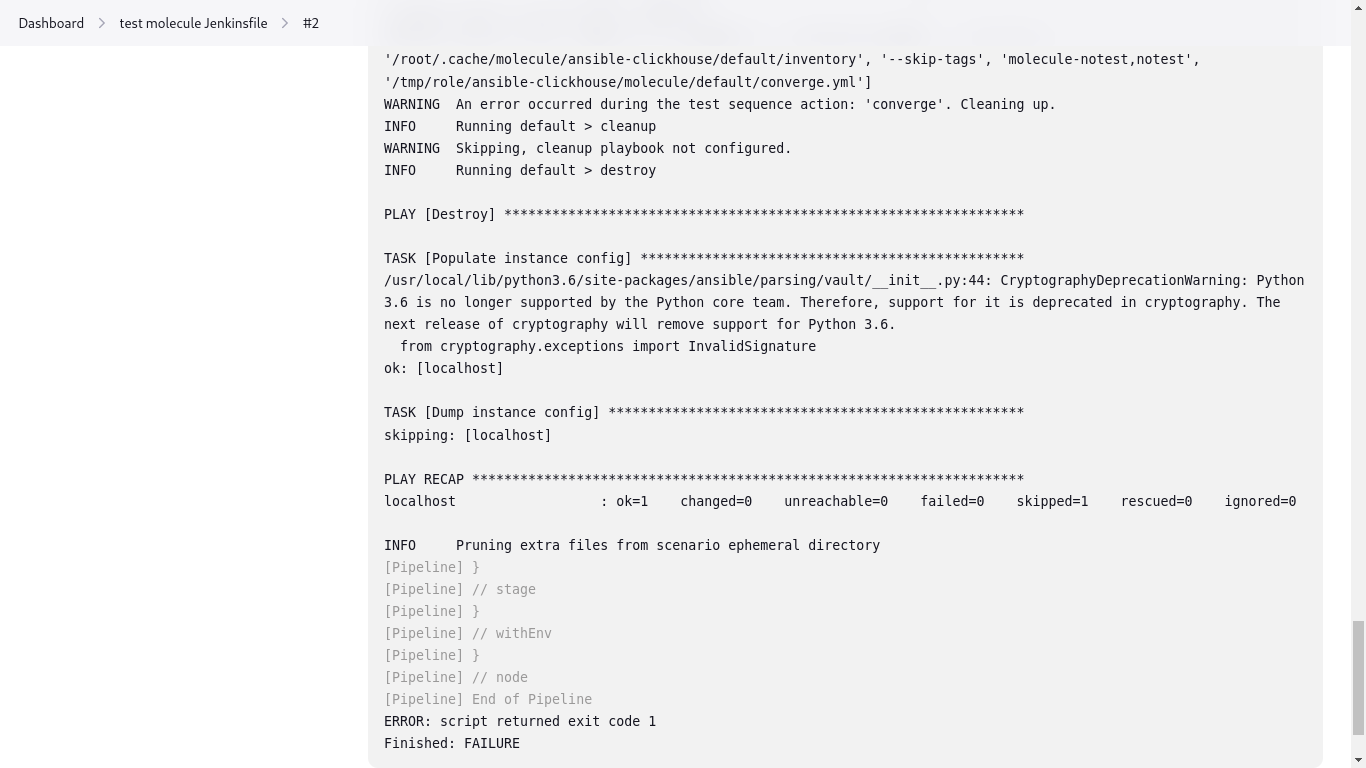 Dashboard test molecule Jenkinsfile #2
'/root/.cache/molecule/ansible-clickhouse/default/inventory', '--skip-tags', 'molecule-notest,notest',
'/tmp/role/ansible-clickhouse/molecule/default/converge.yml']
WARNING  An error occurred during the test sequence action: 'converge'. Cleaning up.
INFO     Running default > cleanup
WARNING  Skipping, cleanup playbook not configured.
INFO     Running default > destroy
PLAY [Destroy] *****************************************************************
TASK [Populate instance config] ************************************************
/usr/local/lib/python3.6/site-packages/ansible/parsing/vault/__init__.py:44: CryptographyDeprecationWarning: Python
3.6 is no longer supported by the Python core team. Therefore, support for it is deprecated in cryptography. The
next release of cryptography will remove support for Python 3.6.
  from cryptography.exceptions import InvalidSignature
ok: [localhost]
TASK [Dump instance config] ****************************************************
skipping: [localhost]
PLAY RECAP *********************************************************************
localhost                  : ok=1    changed=0    unreachable=0    failed=0    skipped=1    rescued=0    ignored=0
INFO     Pruning extra files from scenario ephemeral directory
[Pipeline] }
[Pipeline] // stage
[Pipeline] }
[Pipeline] // withEnv
[Pipeline] }
[Pipeline] // node
[Pipeline] End of Pipeline
ERROR: script returned exit code 1
Finished: FAILURE